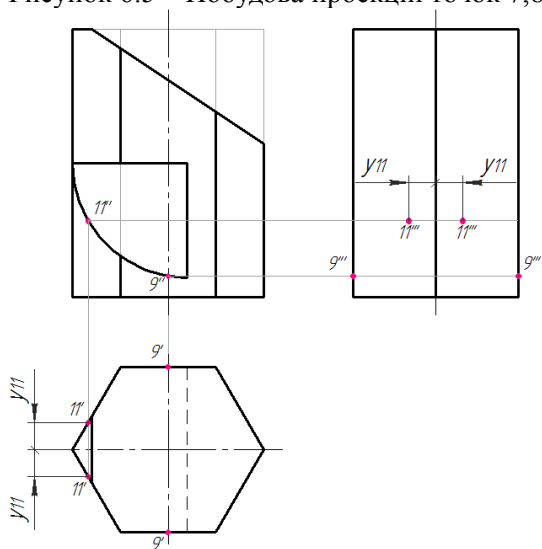 Рисунок 6.5 – Побудова проекцій точок 7,8
y11 y11
11″ 11‴ 11‴
9″ 9‴ 9‴
9′
y11 11′
y11 11′
9′